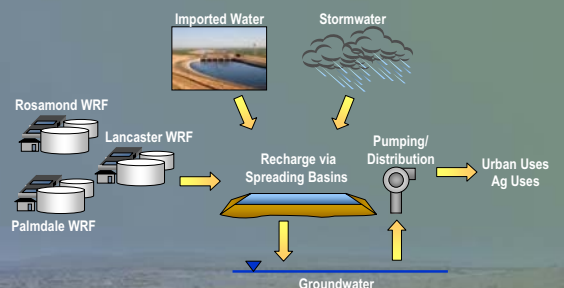 Imported Water
Stormwater
Rosamond WRF
Lancaster WRF
Palmdale WRF
Recharge via
Spreading Basins
Pumping/
Distribution
Urban Uses
Ag Uses
Groundwater